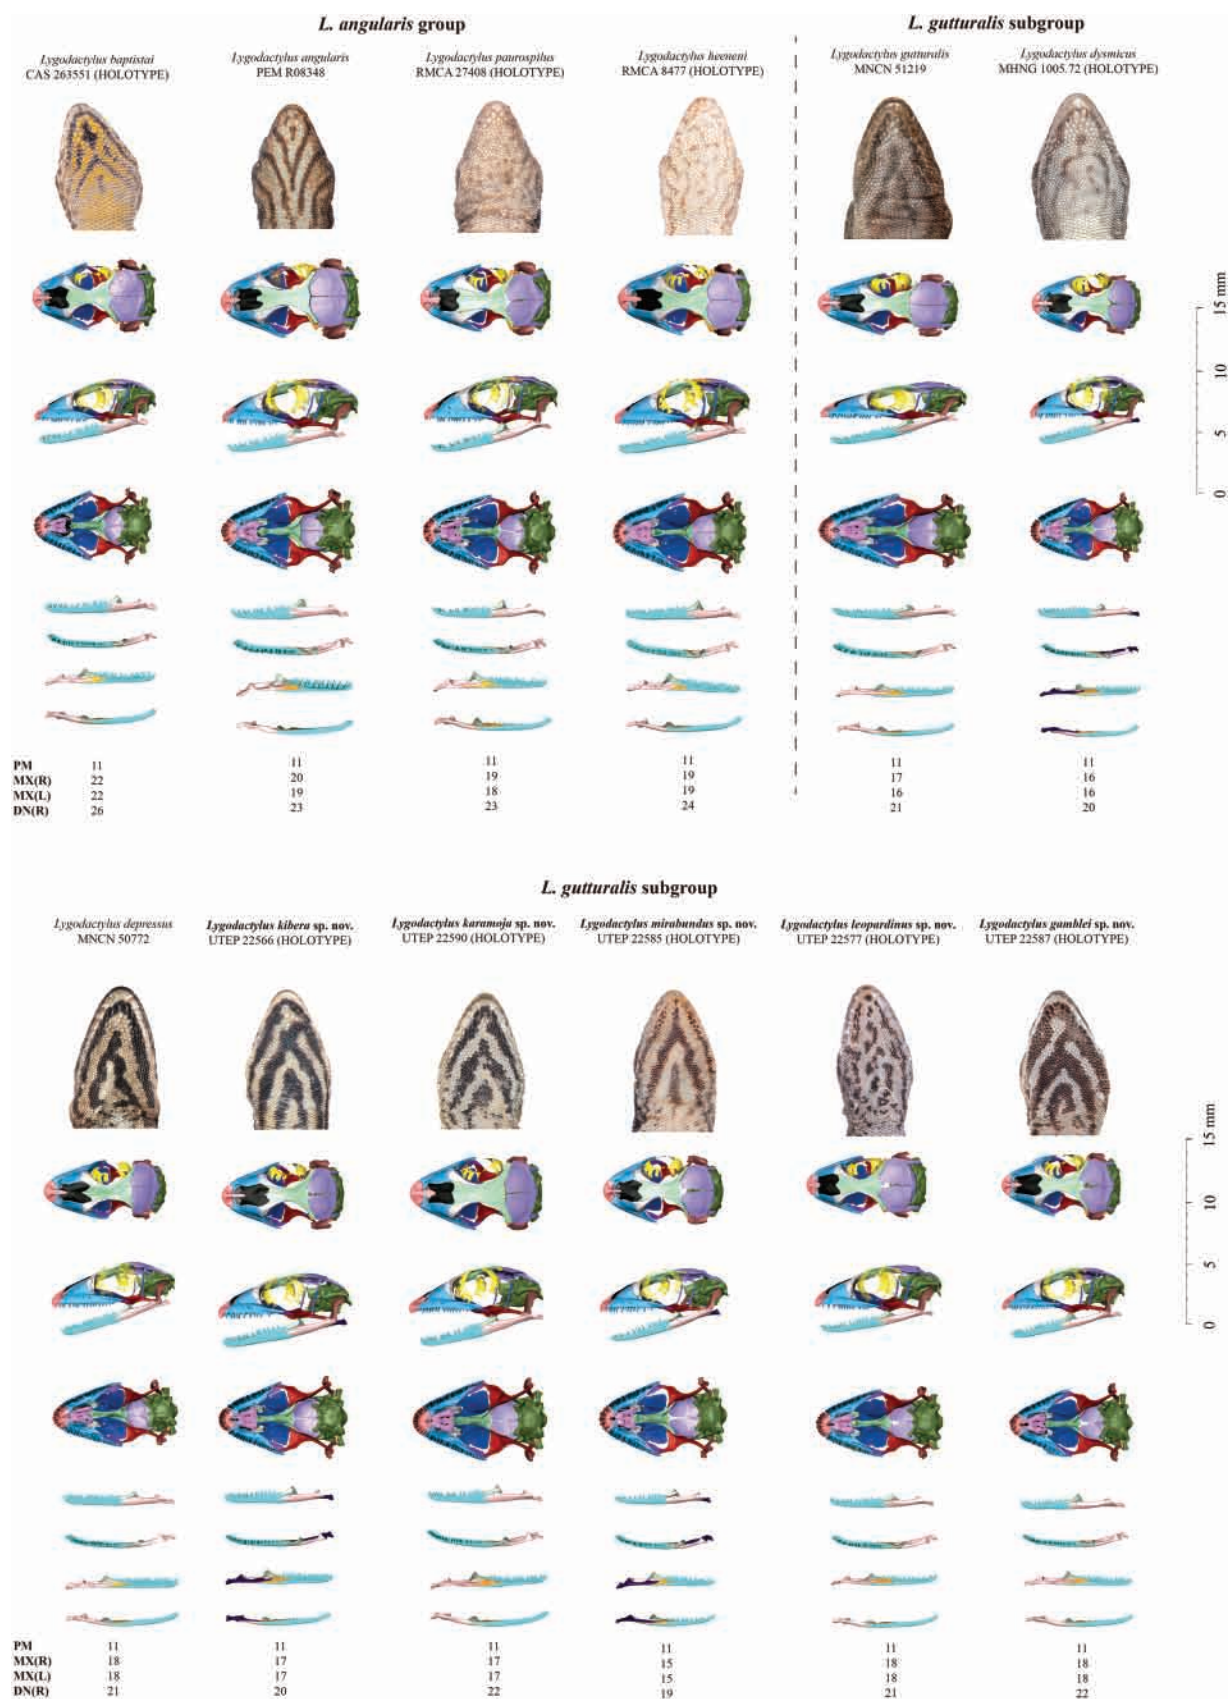 L. angularis group
L. gutturalis subgroup
Lygodactylus baptistai
CAS 263551 (HOLOTYPE)
Lygodactylus angularis
PEM R08348
Lygodactylus paurospilus
RMCA 27408 (HOLOTYPE)
Lygodactylus heeneni
RMCA 8477 (HOLOTYPE)
Lygodactylus gutturalis
MNCN 51219
Lygodactylus dysmicus
MHNG 1005.72 (HOLOTYPE)
15 mm
10
5
0
PM 11 11 11 11 11 11
MX(R) 22 20 19 19 17 16
MX(L) 22 19 18 19 16 16
DN(R) 26 23 23 24 21 20
L. gutturalis subgroup
Lygodactylus depressus
MNCN 50772
Lygodactylus kibera sp. nov.
UTEP 22566 (HOLOTYPE)
Lygodactylus karamoja sp. nov.
UTEP 22590 (HOLOTYPE)
Lygodactylus mirabundus sp. nov.
UTEP 22585 (HOLOTYPE)
Lygodactylus leopardinus sp. nov.
UTEP 22577 (HOLOTYPE)
Lygodactylus gamblei sp. nov.
UTEP 22587 (HOLOTYPE)
15 mm
10
5
0
PM 11 11 11 11 11 11
MX(R) 18 17 17 15 18 18
MX(L) 18 17 17 15 18 18
DN(R) 21 20 22 19 21 22